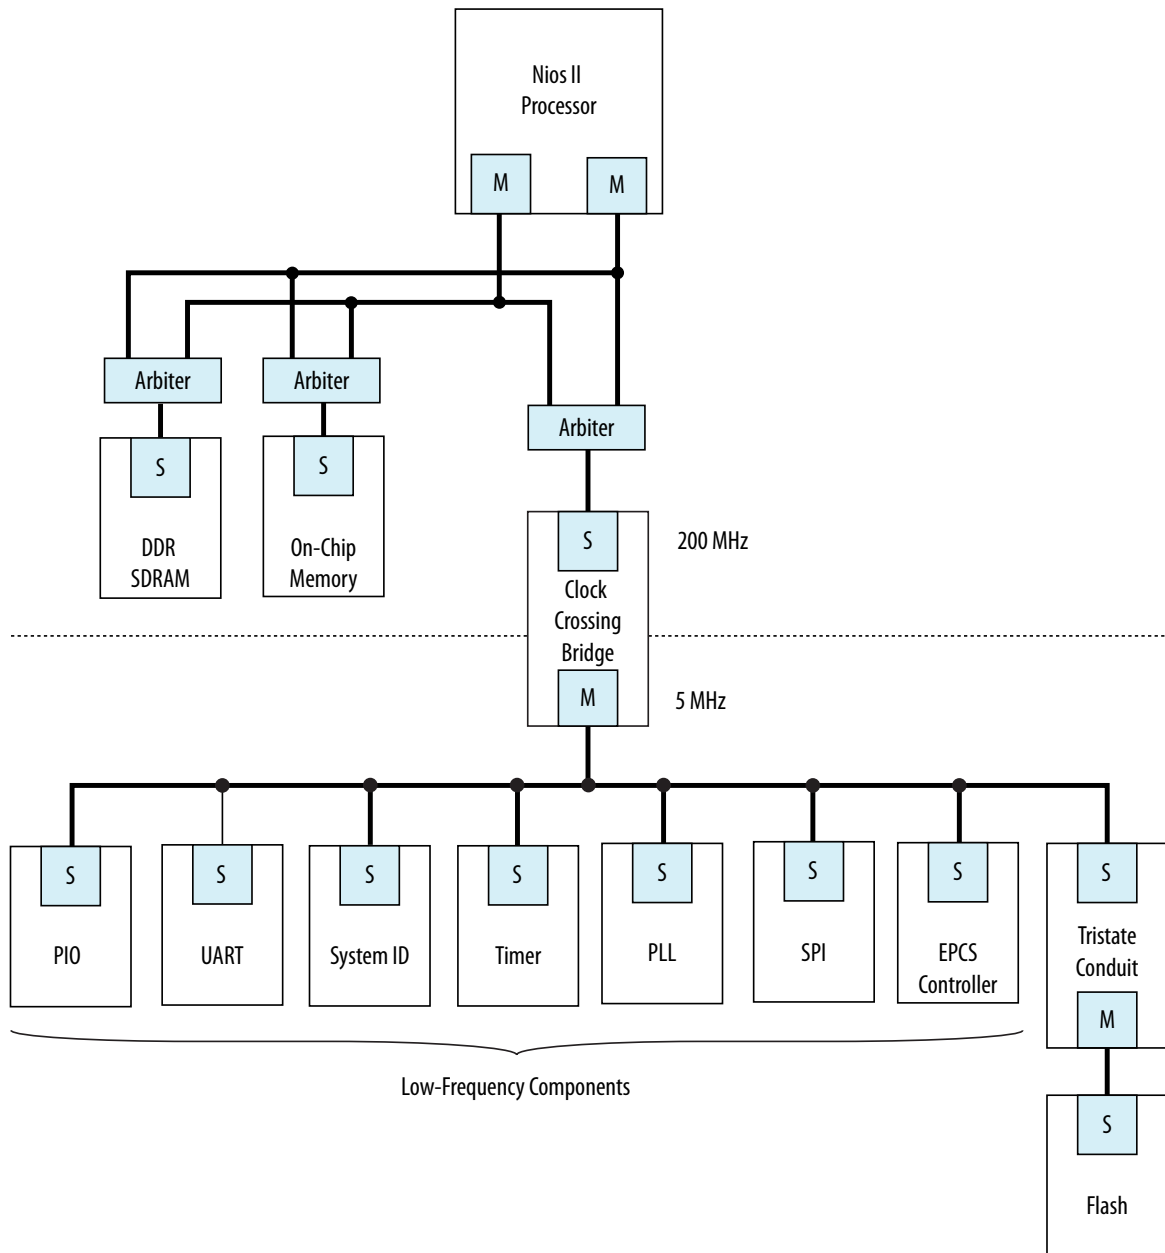 Nios II
Processor
M
M
Arbiter
Arbiter
Arbiter
S
S
DDR
SDRAM
On-Chip
Memory
S
200 MHz
Clock
Crossing
Bridge
M
5 MHz
S
S
S
S
S
S
S
S
PIO
UART
System ID
Timer
PLL
SPI
EPCS
Controller
Tristate
Conduit
M
Low-Frequency Components
S
Flash